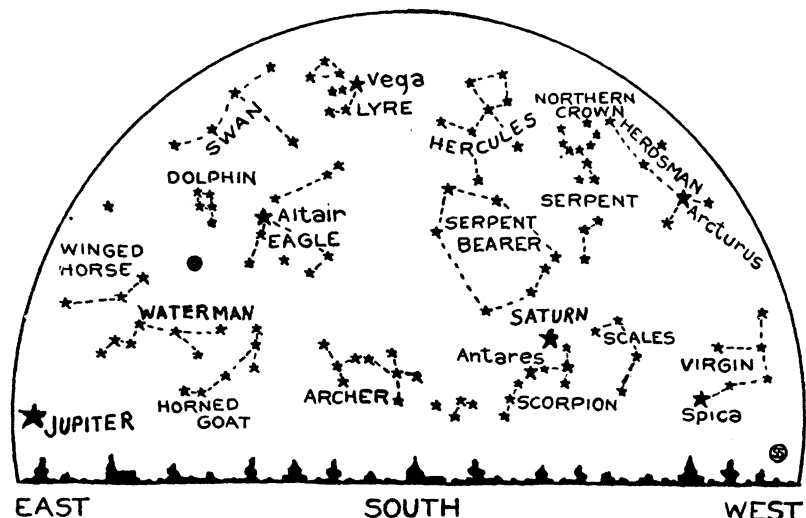 Vega
LYRE
SWAN
HERCULES
NORTHERN
CROWN
HERDSMAN
DOLPHIN
SERPENT
Altair
EAGLE
SERPENT
BEARER
Arcturus
WINGED
HORSE
WATERMAN
SATURN
SCALES
Antares
VIRGIN
ARCHER
SCORPION
Spica
HORNED
GOAT
JUPITER
S
EAST
SOUTH
WEST